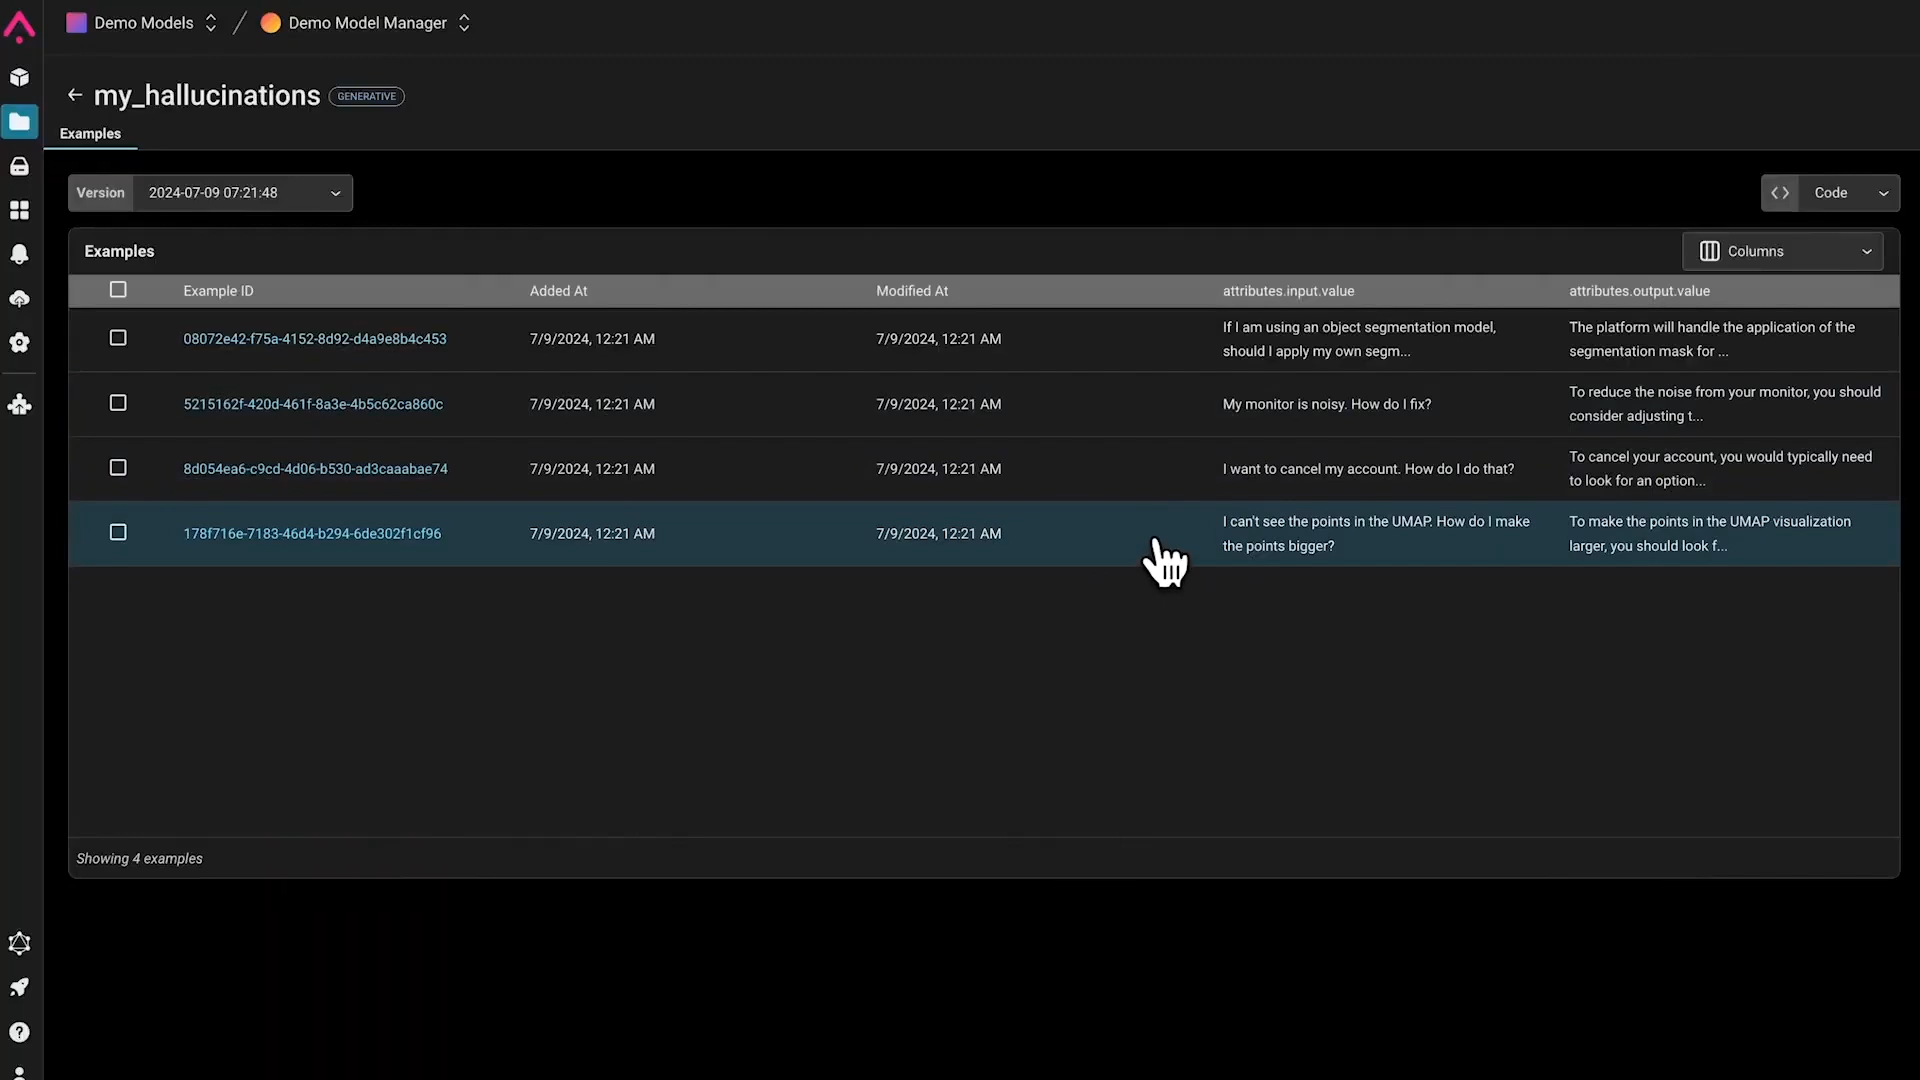 Demo Models / Demo Model Manager
my_hallucinations GENERATIVE
Examples
Version 2024-07-09 07:21:48
Code
Examples
Columns
Example ID Added At Modified At attributes.input.value attributes.output.value
08072e42-f75a-4152-8d92-d4a9e8b4c453 7/9/2024, 12:21 AM 7/9/2024, 12:21 AM
If I am using an object segmentation model,
should I apply my own segm...
The platform will handle the application of the
segmentation mask for ...
5215162f-420d-461f-8a3e-4b5c62ca860c 7/9/2024, 12:21 AM 7/9/2024, 12:21 AM
My monitor is noisy. How do I fix?
To reduce the noise from your monitor, you should
consider adjusting t...
8d054ea6-c9cd-4d06-b530-ad3caaabae74 7/9/2024, 12:21 AM 7/9/2024, 12:21 AM
I want to cancel my account. How do I do that?
To cancel your account, you would typically need
to look for an option...
178f716e-7183-46d4-b294-6de302f1cf96 7/9/2024, 12:21 AM 7/9/2024, 12:21 AM
I can't see the points in the UMAP. How do I make
the points bigger?
To make the points in the UMAP visualization
larger, you should look f...
Showing 4 examples